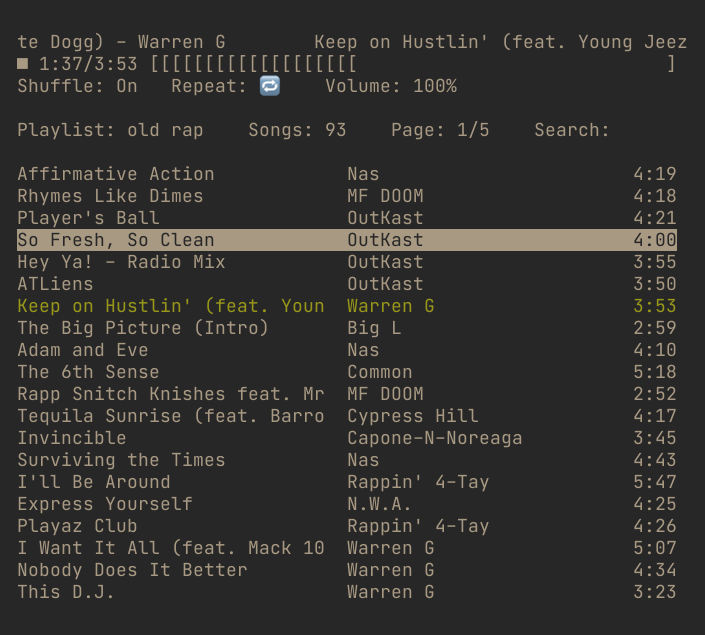 te Dogg) – Warren G        Keep on Hustlin' (feat. Young Jeez
■ 1:37/3:53 [[[[[[[[[[[[[[[[[[[ ]
Shuffle: On   Repeat: 🔁    Volume: 100%
Playlist: old rap    Songs: 93    Page: 1/5    Search:
Affirmative Action    Nas    4:19
Rhymes Like Dimes    MF DOOM    4:18
Player's Ball    OutKast    4:21
So Fresh, So Clean    OutKast    4:00
Hey Ya! – Radio Mix    OutKast    3:55
ATLiens    OutKast    3:50
Keep on Hustlin' (feat. Youn    Warren G    3:53
The Big Picture (Intro)    Big L    2:59
Adam and Eve    Nas    4:10
The 6th Sense    Common    5:18
Rapp Snitch Knishes feat. Mr    MF DOOM    2:52
Tequila Sunrise (feat. Barro    Cypress Hill    4:17
Invincible    Capone-N-Noreaga    3:45
Surviving the Times    Nas    4:43
I'll Be Around    Rappin' 4-Tay    5:47
Express Yourself    N.W.A.    4:25
Playaz Club    Rappin' 4-Tay    4:26
I Want It All (feat. Mack 10    Warren G    5:07
Nobody Does It Better    Warren G    4:34
This D.J.    Warren G    3:23